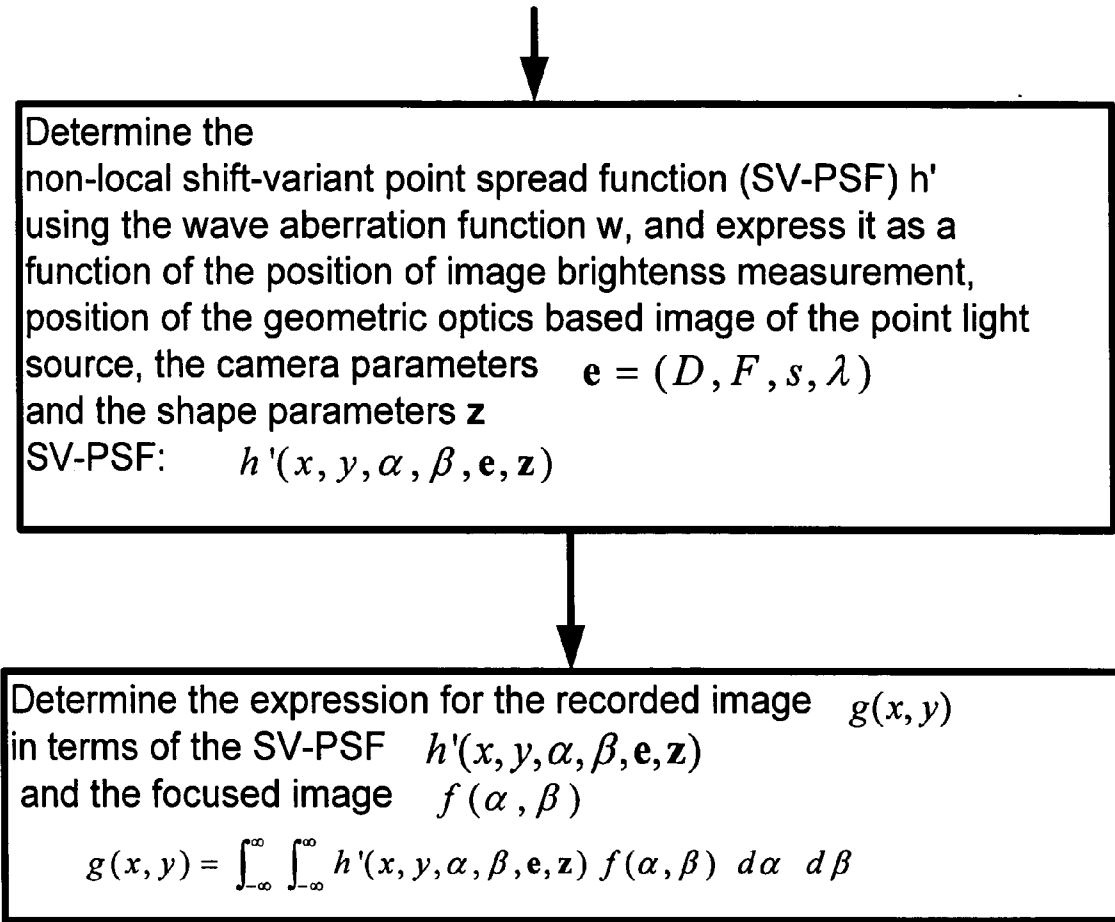 Determine the
non-local shift-variant point spread function (SV-PSF) h'
using the wave aberration function w, and express it as a
function of the position of image brightenss measurement,
position of the geometric optics based image of the point light
source, the camera parameters e = (D, F, s, λ)
and the shape parameters z
SV-PSF: h'(x, y, α, β, e, z)
Determine the expression for the recorded image g(x, y)
in terms of the SV-PSF h'(x, y, α, β, e, z)
and the focused image f(α, β)
g(x, y) = ∫_{-∞}^{∞} ∫_{-∞}^{∞} h'(x, y, α, β, e, z) f(α, β) dα dβ